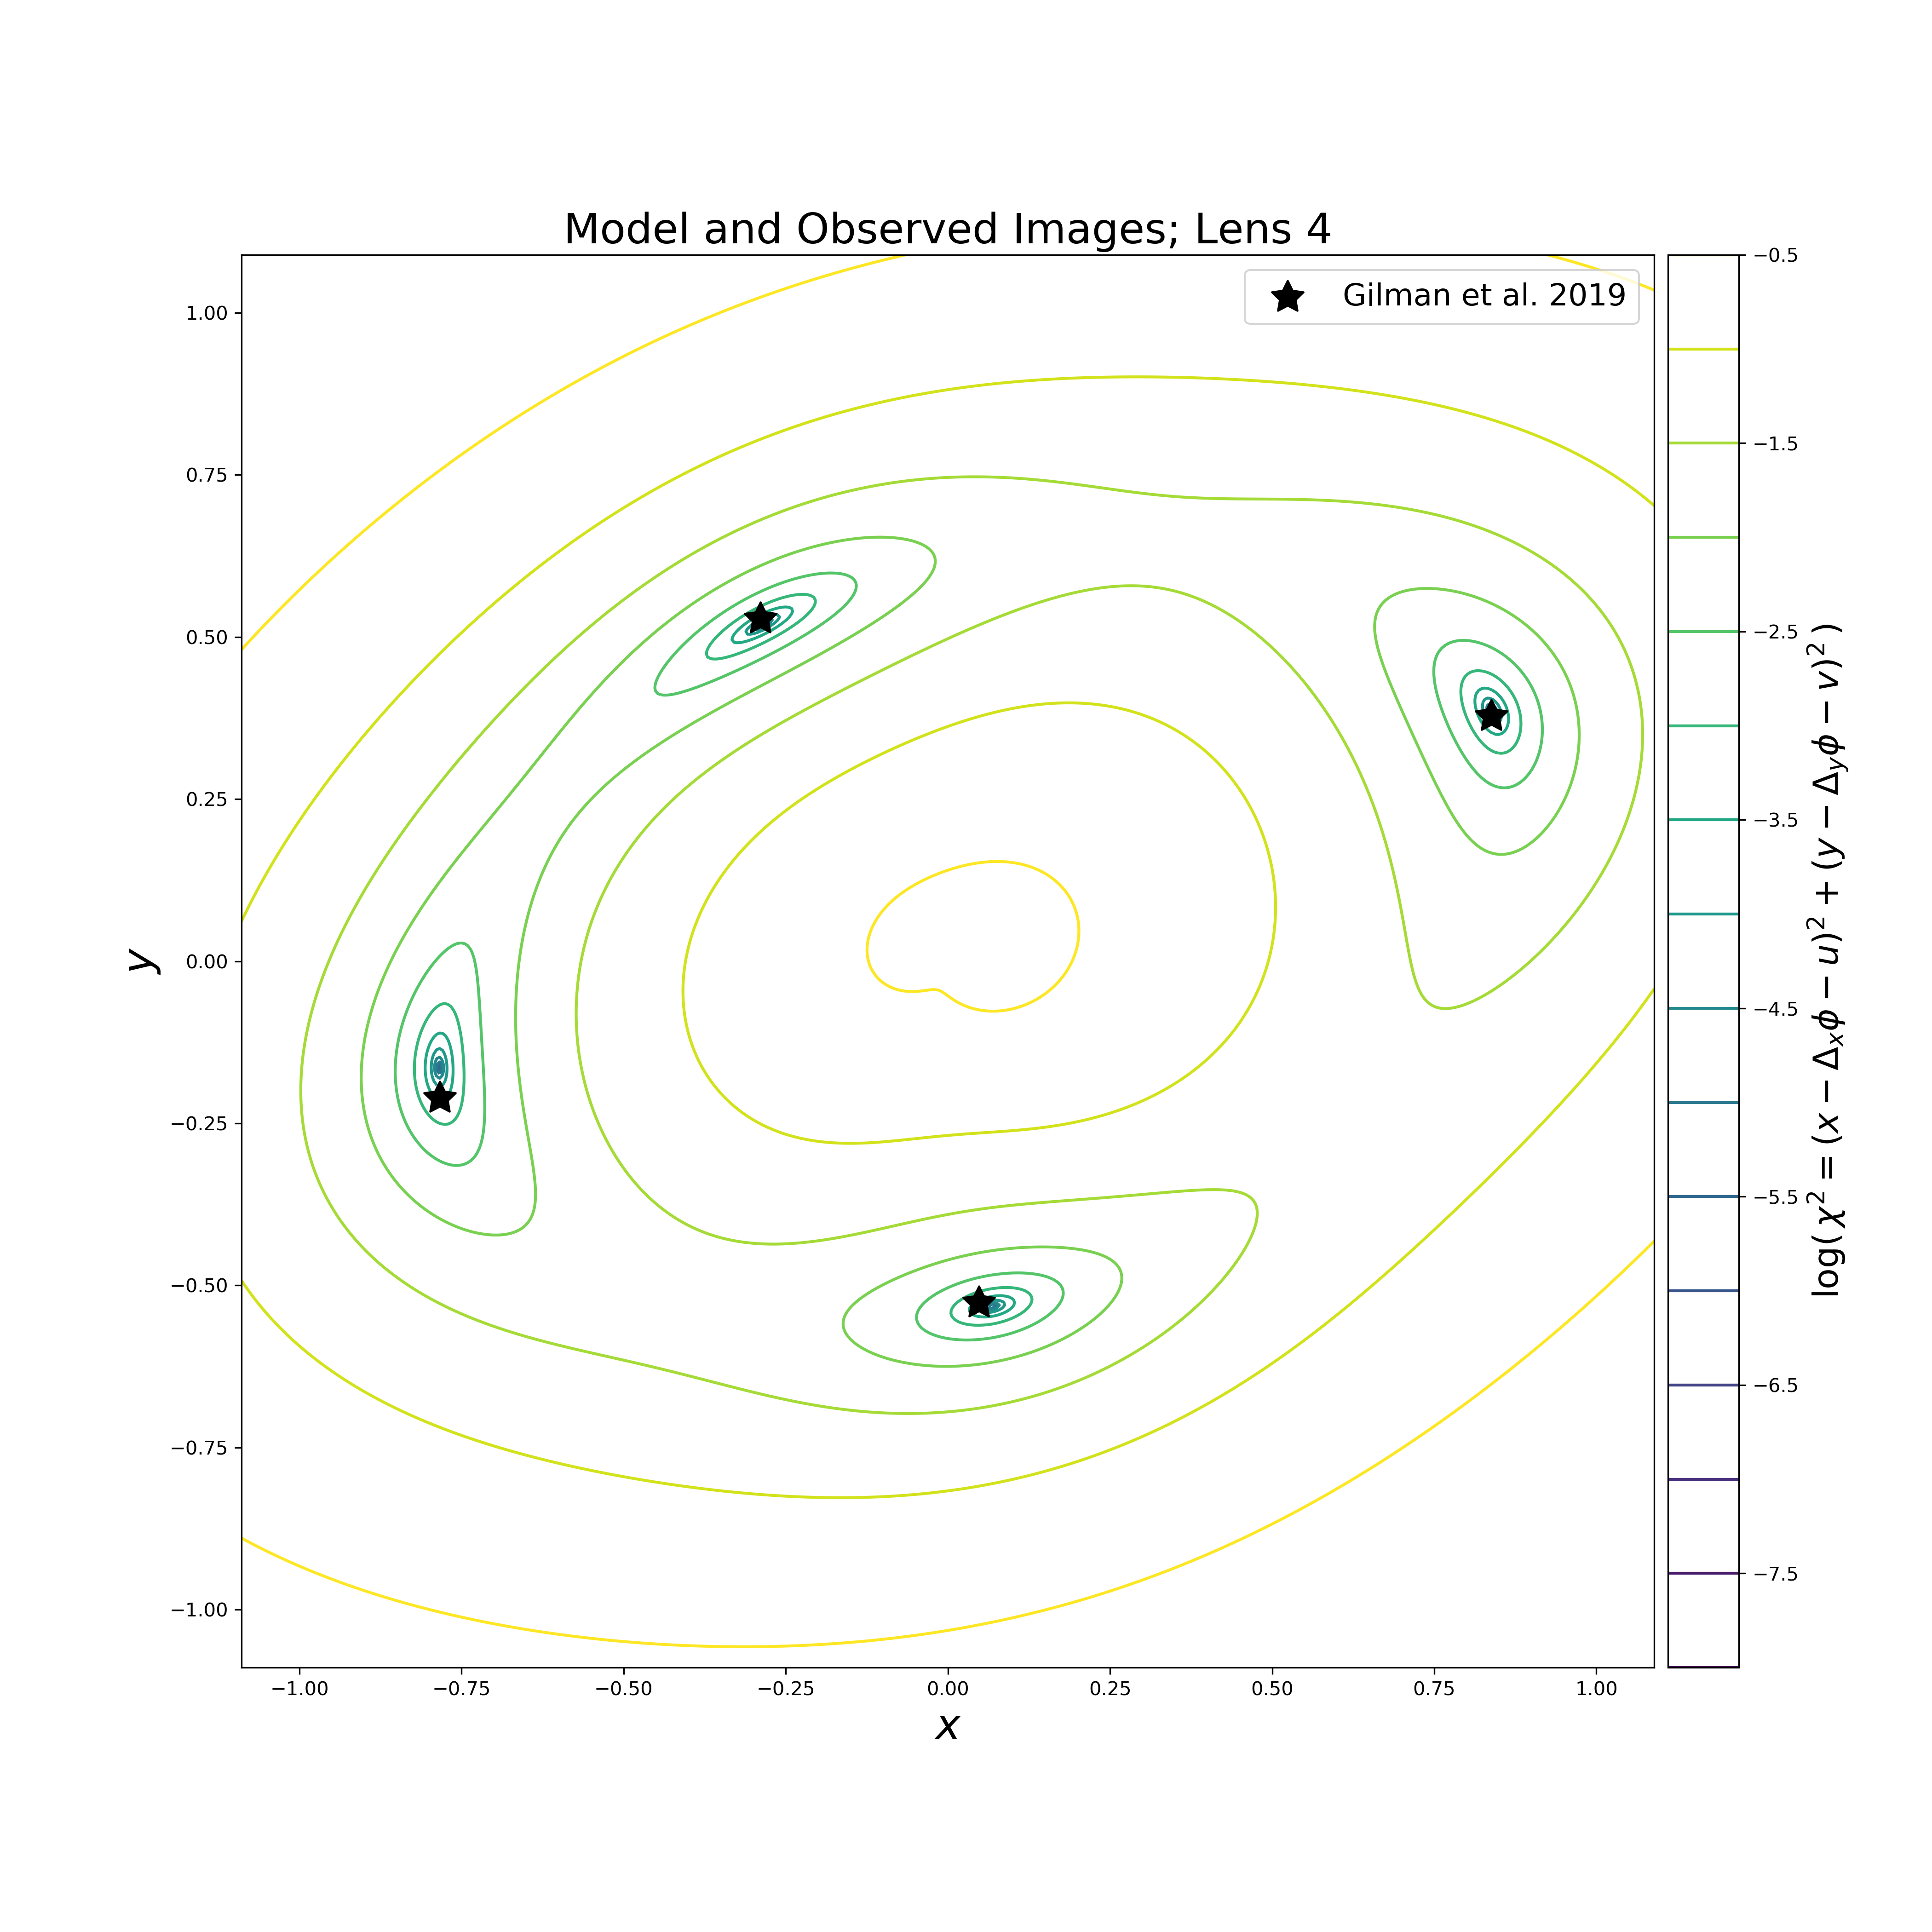 Model and Observed Images; Lens 4
Gilman et al. 2019
1.00
0.75
0.50
0.25
0.00
−0.25
−0.50
−0.75
−1.00
y
−1.00 −0.75 −0.50 −0.25 0.00 0.25 0.50 0.75 1.00
x
−0.5
−1.5
−2.5
−3.5
−4.5
−5.5
−6.5
−7.5
log(χ² = (x − Δₓϕ − u)² + (y − Δᵧϕ − v)²)